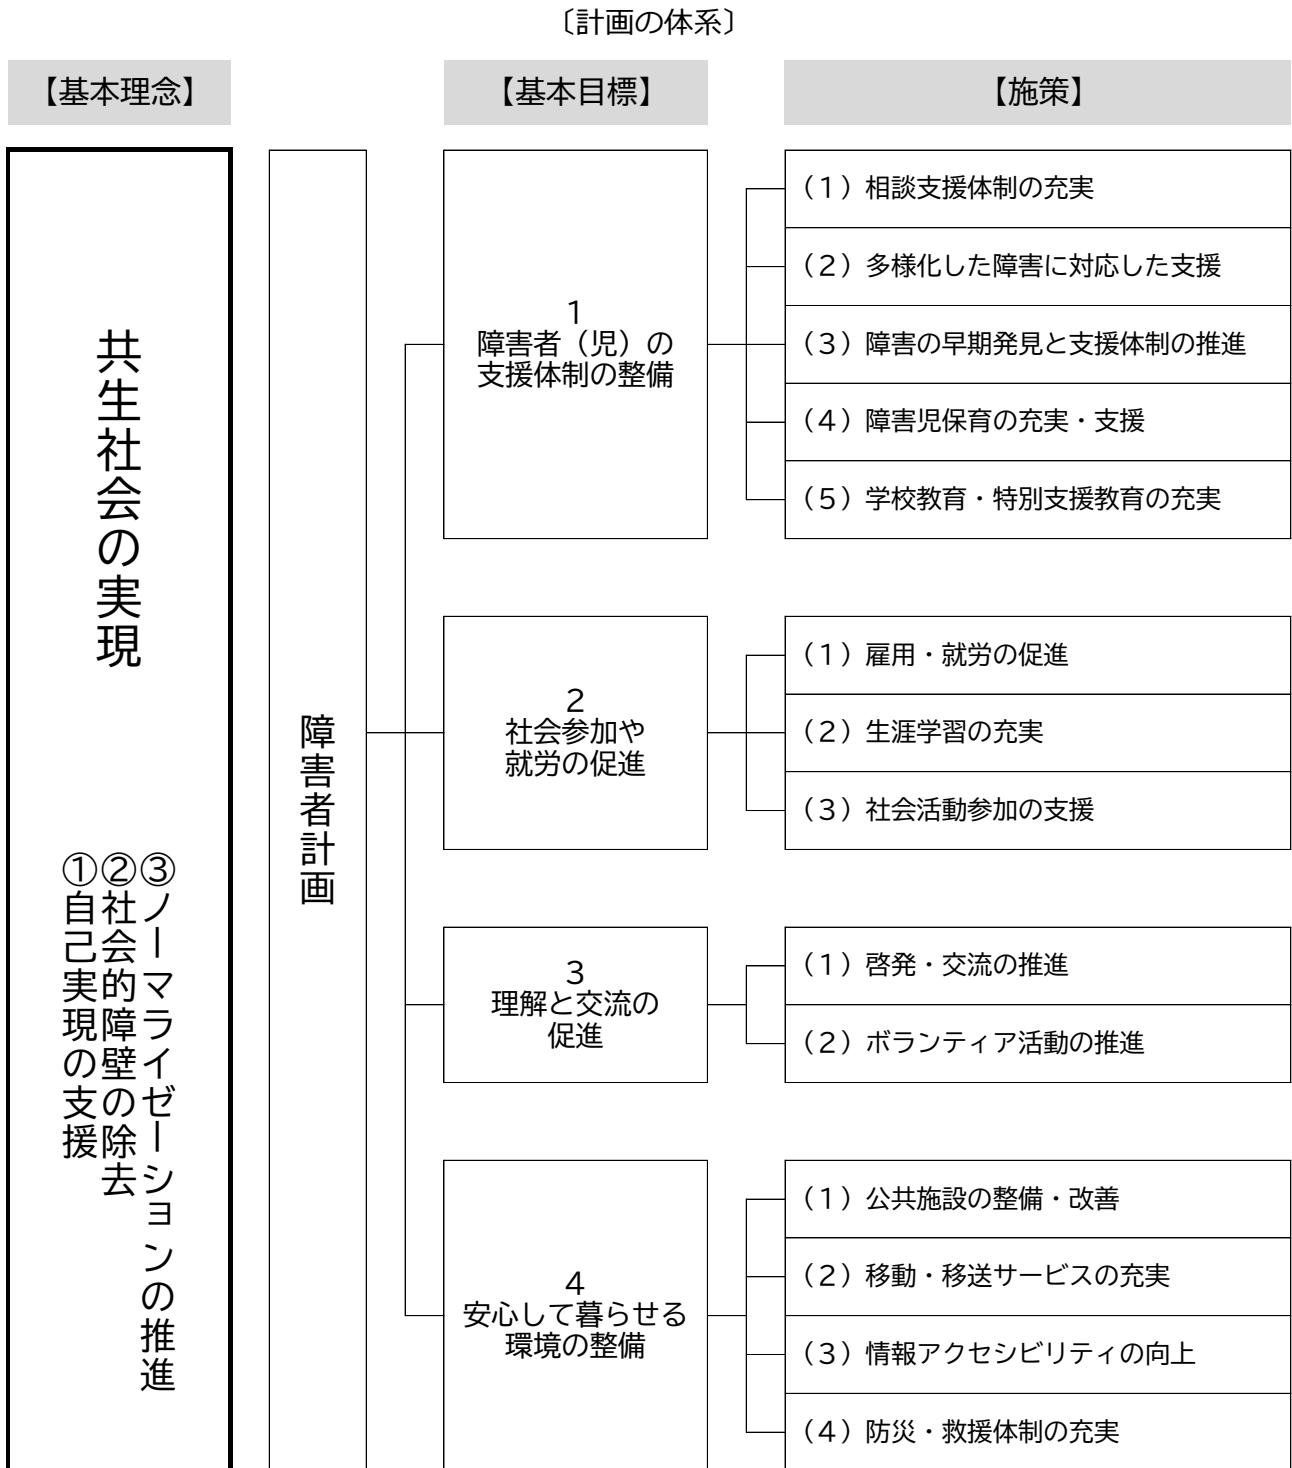 〔計画の体系〕
【基本理念】
【基本目標】
【施策】
共生社会の実現
③ノーマライゼーションの推進
②社会的障壁の除去
①自己実現の支援
障害者計画
1
障害者（児）の
支援体制の整備
（1）相談支援体制の充実
（2）多様化した障害に対応した支援
（3）障害の早期発見と支援体制の推進
（4）障害児保育の充実・支援
（5）学校教育・特別支援教育の充実
2
社会参加や
就労の促進
（1）雇用・就労の促進
（2）生涯学習の充実
（3）社会活動参加の支援
3
理解と交流の
促進
（1）啓発・交流の推進
（2）ボランティア活動の推進
4
安心して暮らせる
環境の整備
（1）公共施設の整備・改善
（2）移動・移送サービスの充実
（3）情報アクセシビリティの向上
（4）防災・救援体制の充実